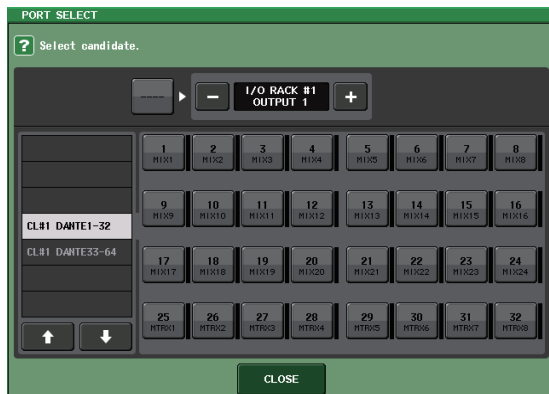 PORT SELECT
? Select candidate.
----
I/O RACK #1
OUTPUT 1
CL#1 DANTE1-32
CL#1 DANTE33-64
1 2 3 4 5 6 7 8
MIX1 MIX2 MIX3 MIX4 MIX5 MIX6 MIX7 MIX8
9 10 11 12 13 14 15 16
MIX9 MIX10 MIX11 MIX12 MIX13 MIX14 MIX15 MIX16
17 18 19 20 21 22 23 24
MIX17 MIX18 MIX19 MIX20 MIX21 MIX22 MIX23 MIX24
25 26 27 28 29 30 31 32
MTRX1 MTRX2 MTRX3 MTRX4 MTRX5 MTRX6 MTRX7 MTRX8
CLOSE